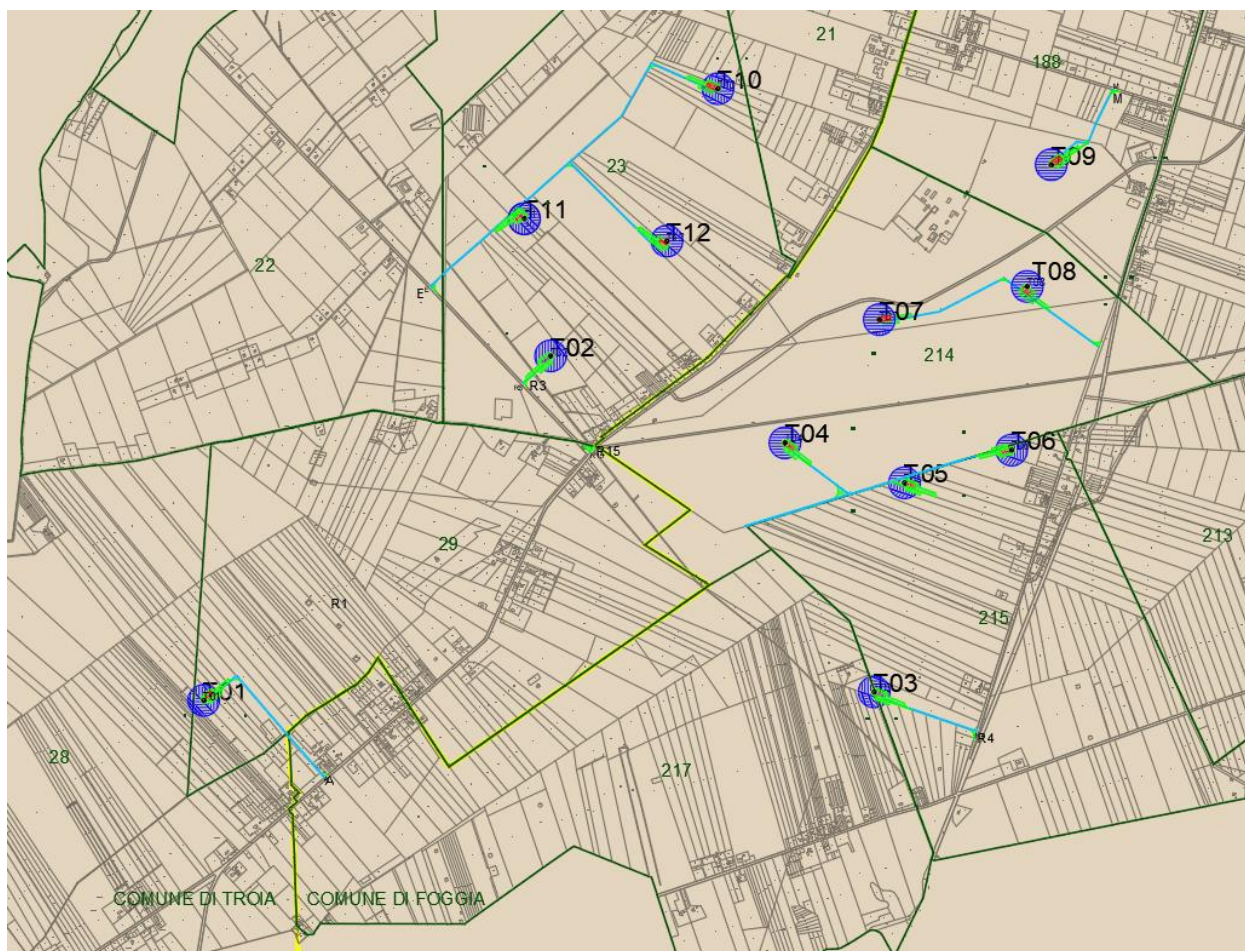 21
188
T10
M
T09
23
T11
T12
22
E
T08
T07
T02
214
R3
T04
R15
T06
T05
213
29
R1
215
T01
T03
R4
28
217
A
COMUNE DI TROIA
COMUNE DI FOGGIA